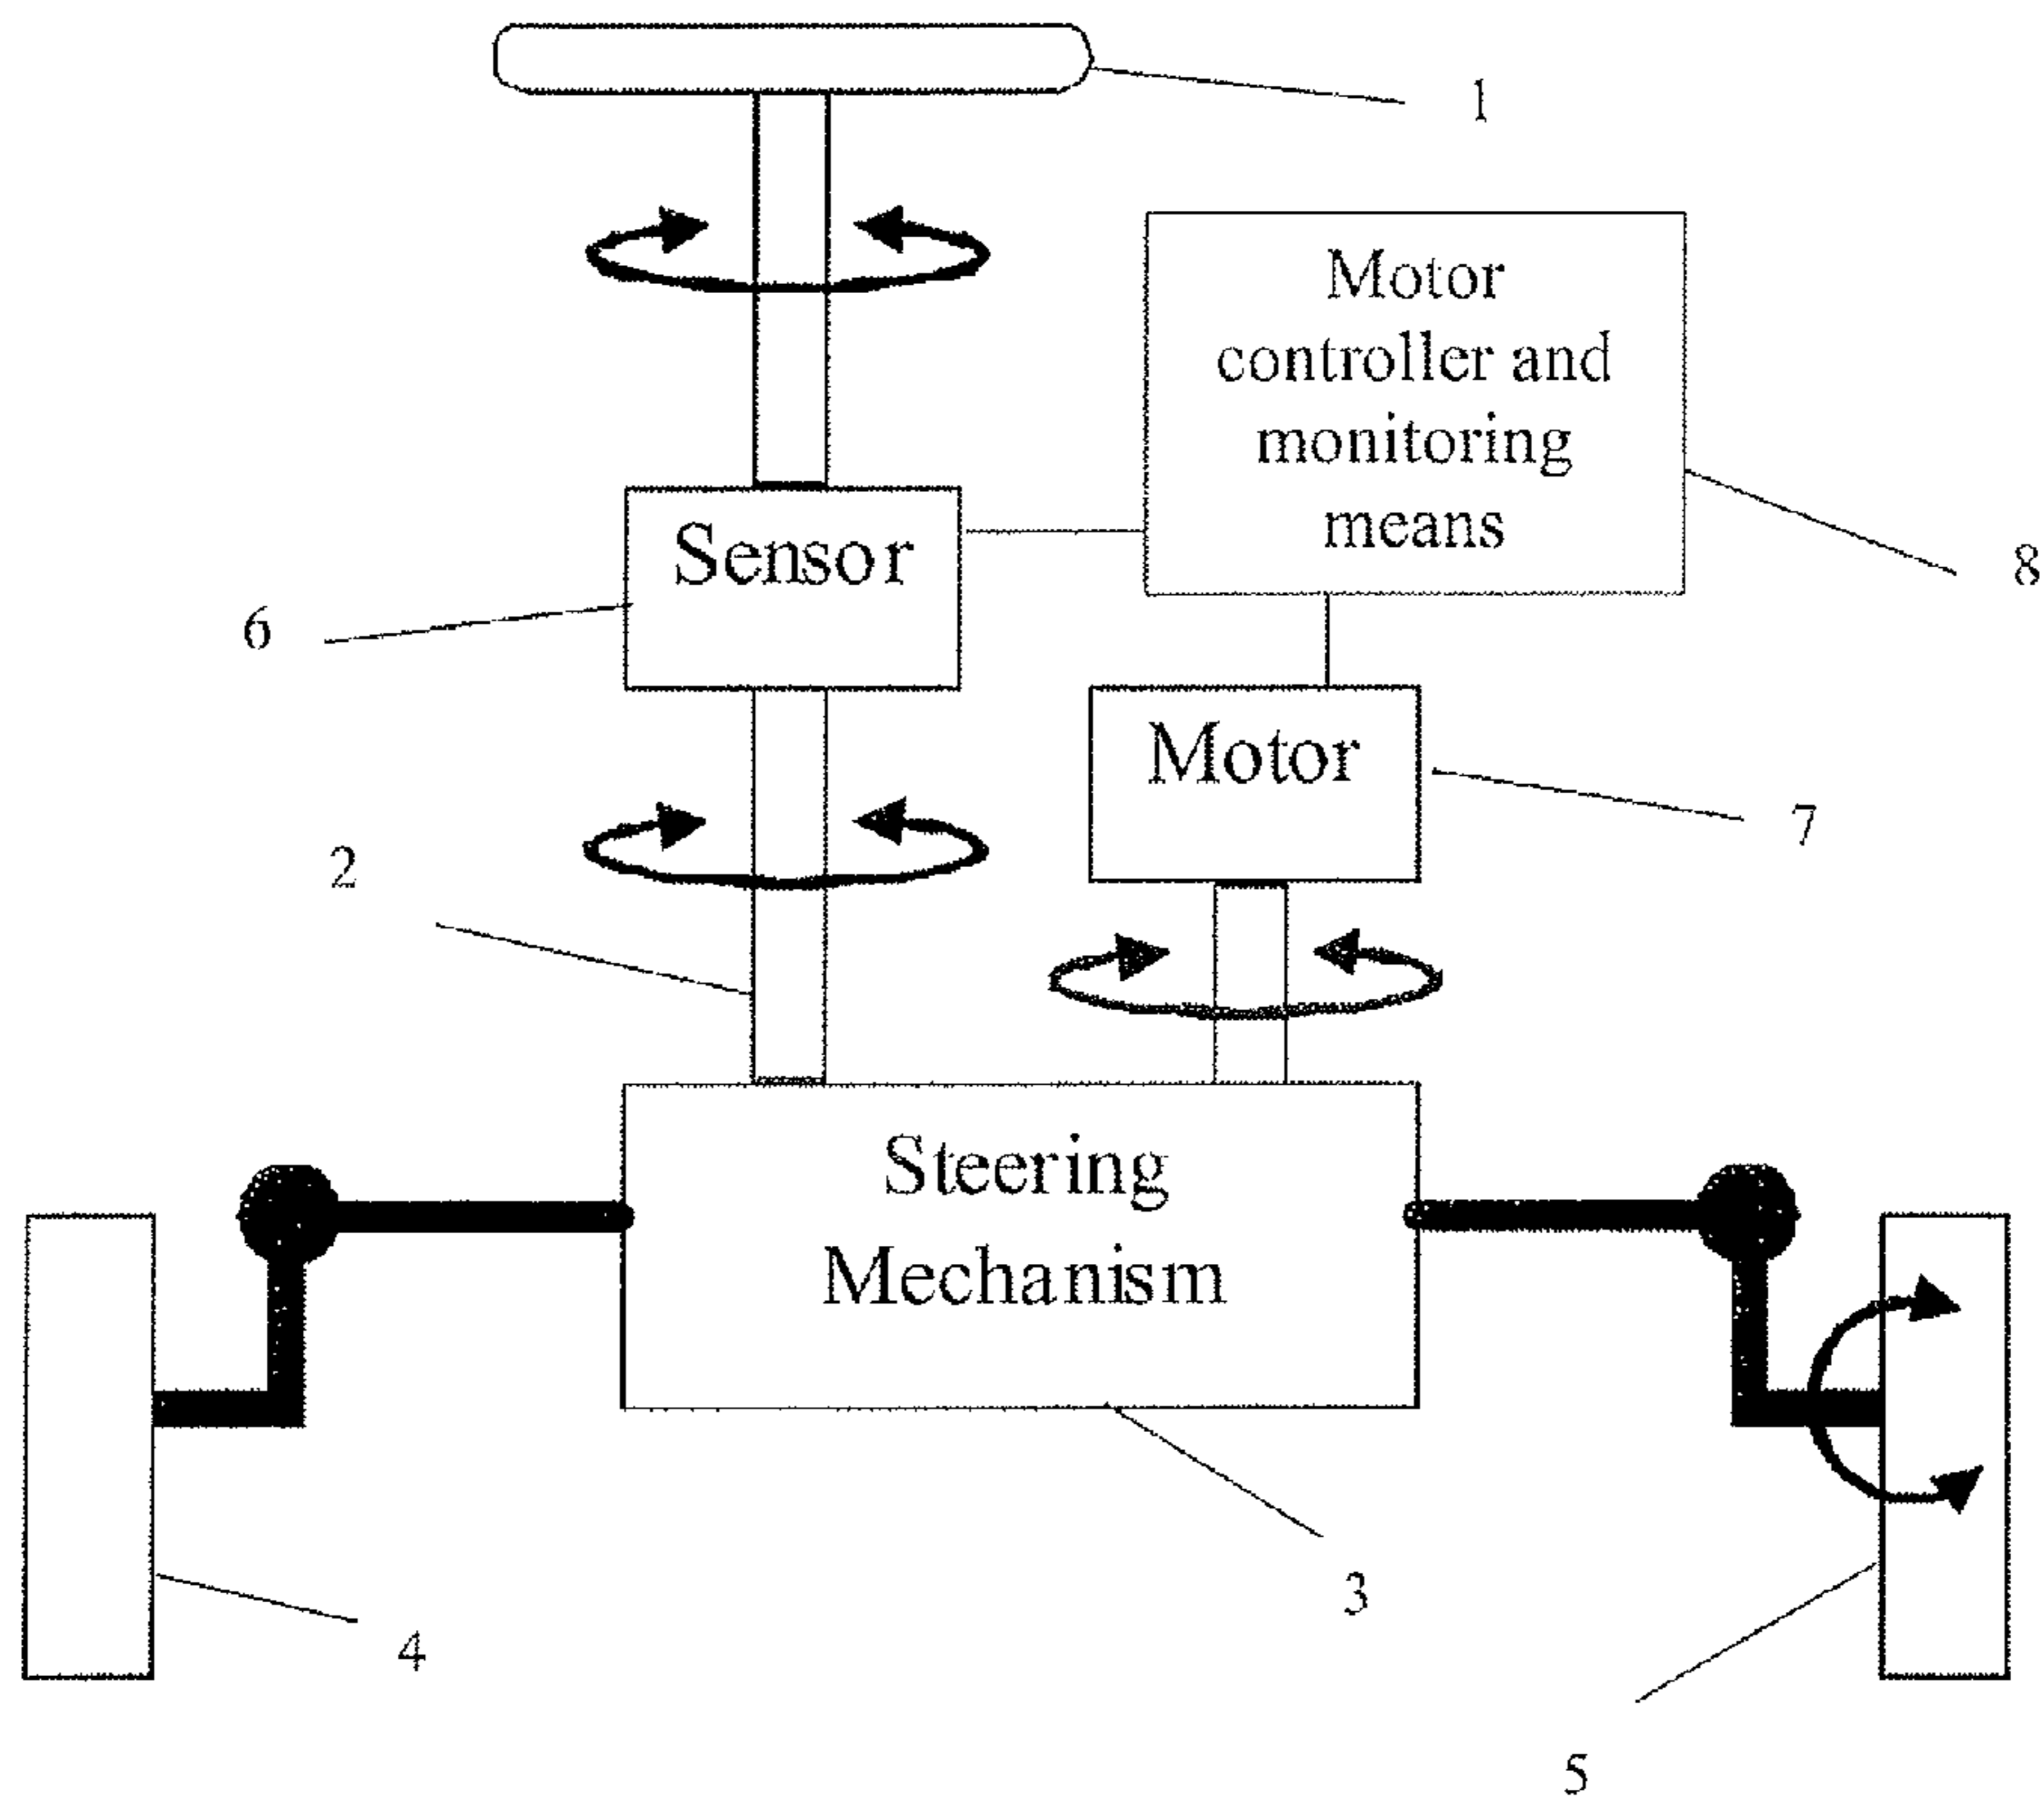 1
Motor
controller and
monitoring
means
8
Sensor
6
Motor
7
2
Steering
Mechanism
3
4
5